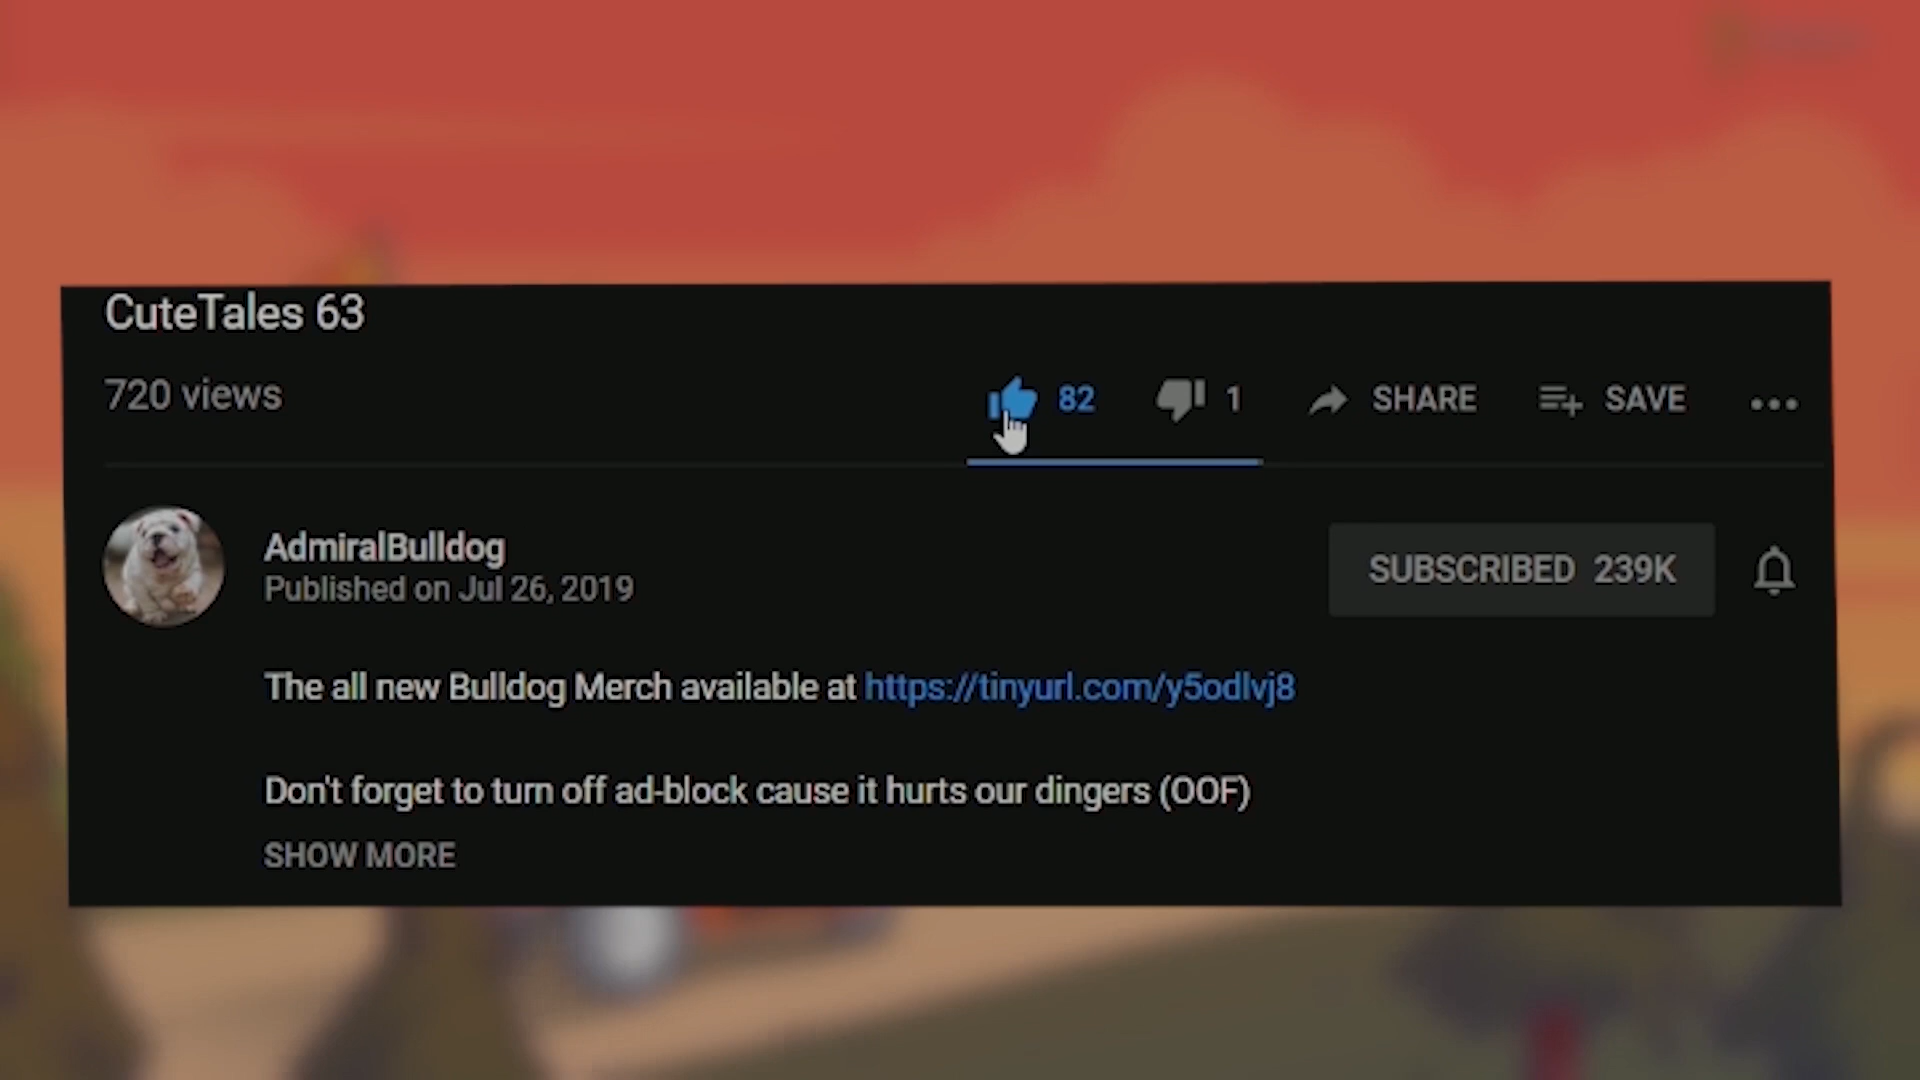 CuteTales 63
720 views
82 1 SHARE SAVE
AdmiralBulldog
Published on Jul 26, 2019
SUBSCRIBED 239K
The all new Bulldog Merch available at https://tinyurl.com/y5odlvj8
Don't forget to turn off ad-block cause it hurts our dingers (OOF)
SHOW MORE